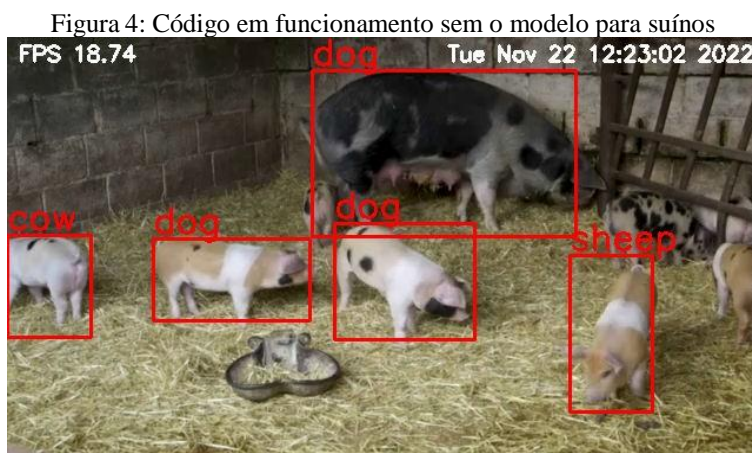 Figura 4: Código em funcionamento sem o modelo para suínos
FPS 18.74
Tue Nov 22 12:23:02 2022
dog
dog
cow
dog
sheep